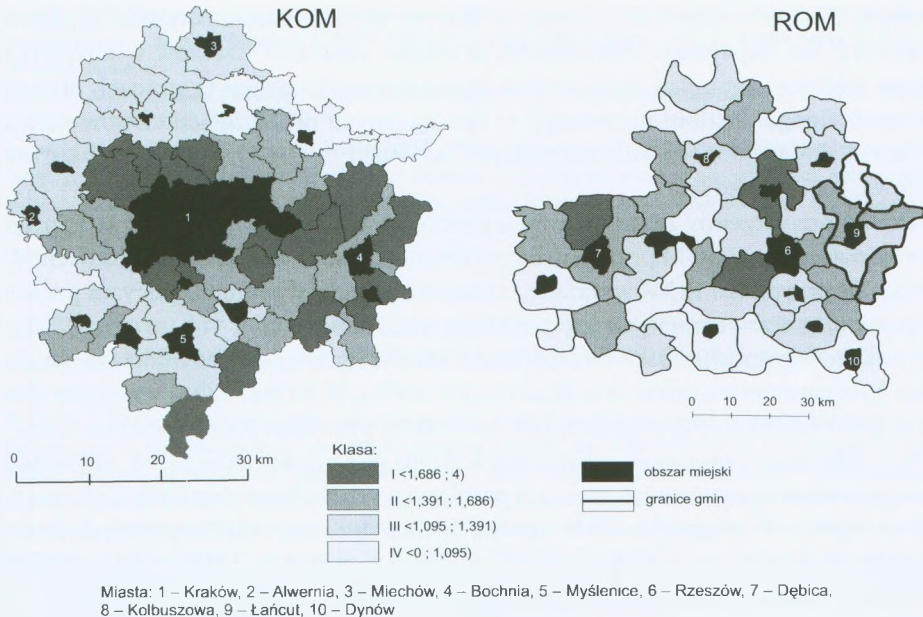 KOM
ROM
3
2
1
4
5
8
9
7
6
10
0 10 20 30 km
0 10 20 30 km
Klasa:
I <1,686 ; 4)
II <1,391 ; 1,686)
III <1,095 ; 1,391)
IV <0 ; 1,095)
obszar miejski
granice gmin
Miasta: 1 – Kraków, 2 – Alwernia, 3 – Miechów, 4 – Bochnia, 5 – Myślenice, 6 – Rzeszów, 7 – Dębica,
8 – Kolbuszowa, 9 – Łańcut, 10 – Dynów